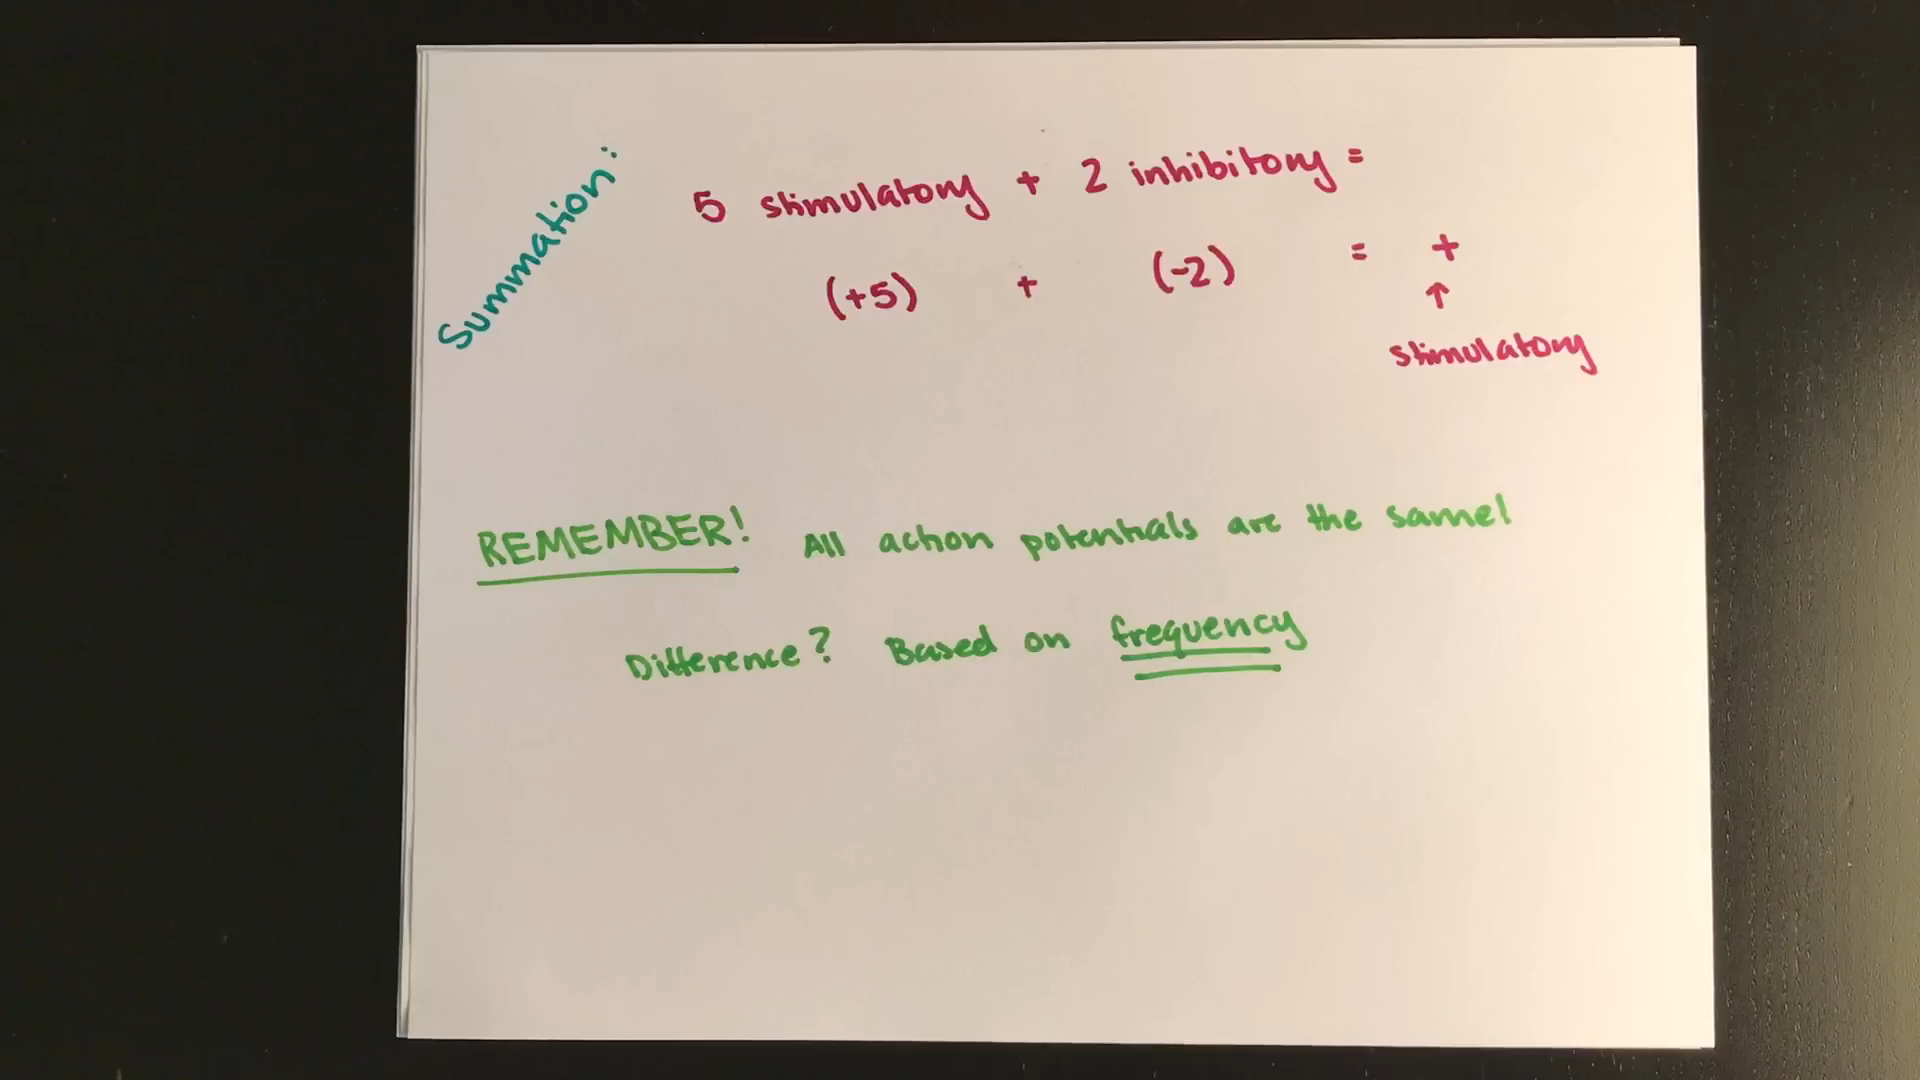 Summation:
5 stimulatory + 2 inhibitory =
(+5) + (-2) = +
↑
stimulatory
REMEMBER! All action potentials are the same!
Difference? Based on frequency